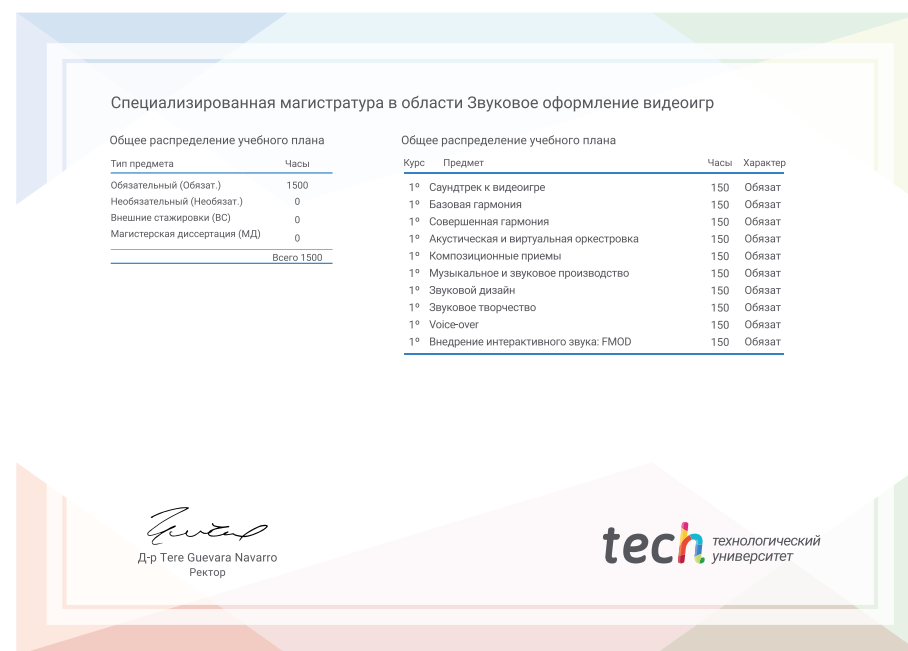 Специализированная магистратура в области Звуковое оформление видеоигр
Общее распределение учебного плана
Тип предмета Часы
Обязательный (Обязат.) 1500
Необязательный (Необязат.) 0
Внешние стажировки (ВС) 0
Магистерская диссертация (МД) 0
Всего 1500
Общее распределение учебного плана
Курс Предмет Часы Характер
1º Саундтрек к видеоигре 150 Обязат
1º Базовая гармония 150 Обязат
1º Совершенная гармония 150 Обязат
1º Акустическая и виртуальная оркестровка 150 Обязат
1º Композиционные приемы 150 Обязат
1º Музыкальное и звуковое производство 150 Обязат
1º Звуковой дизайн 150 Обязат
1º Звуковое творчество 150 Обязат
1º Voice-over 150 Обязат
1º Внедрение интерактивного звука: FMOD 150 Обязат
Д-р Tere Guevara Navarro
Ректор
tech технологический
университет